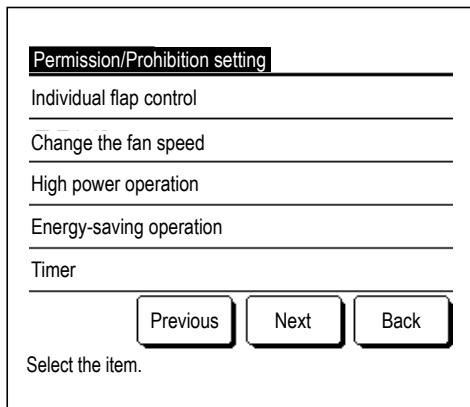 Permission/Prohibition setting
Individual flap control
Change the fan speed
High power operation
Energy-saving operation
Timer
Previous Next Back
Select the item.